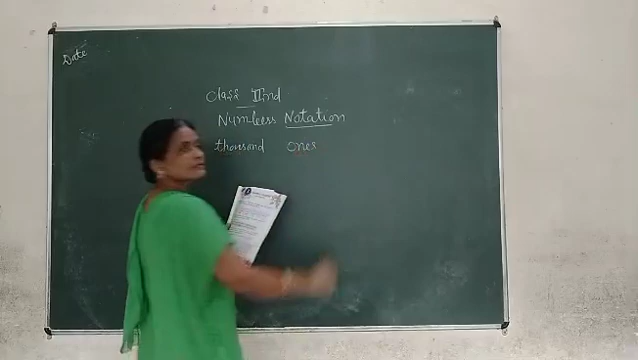 Date
Class IInd
Numbers Notation
thousand ones